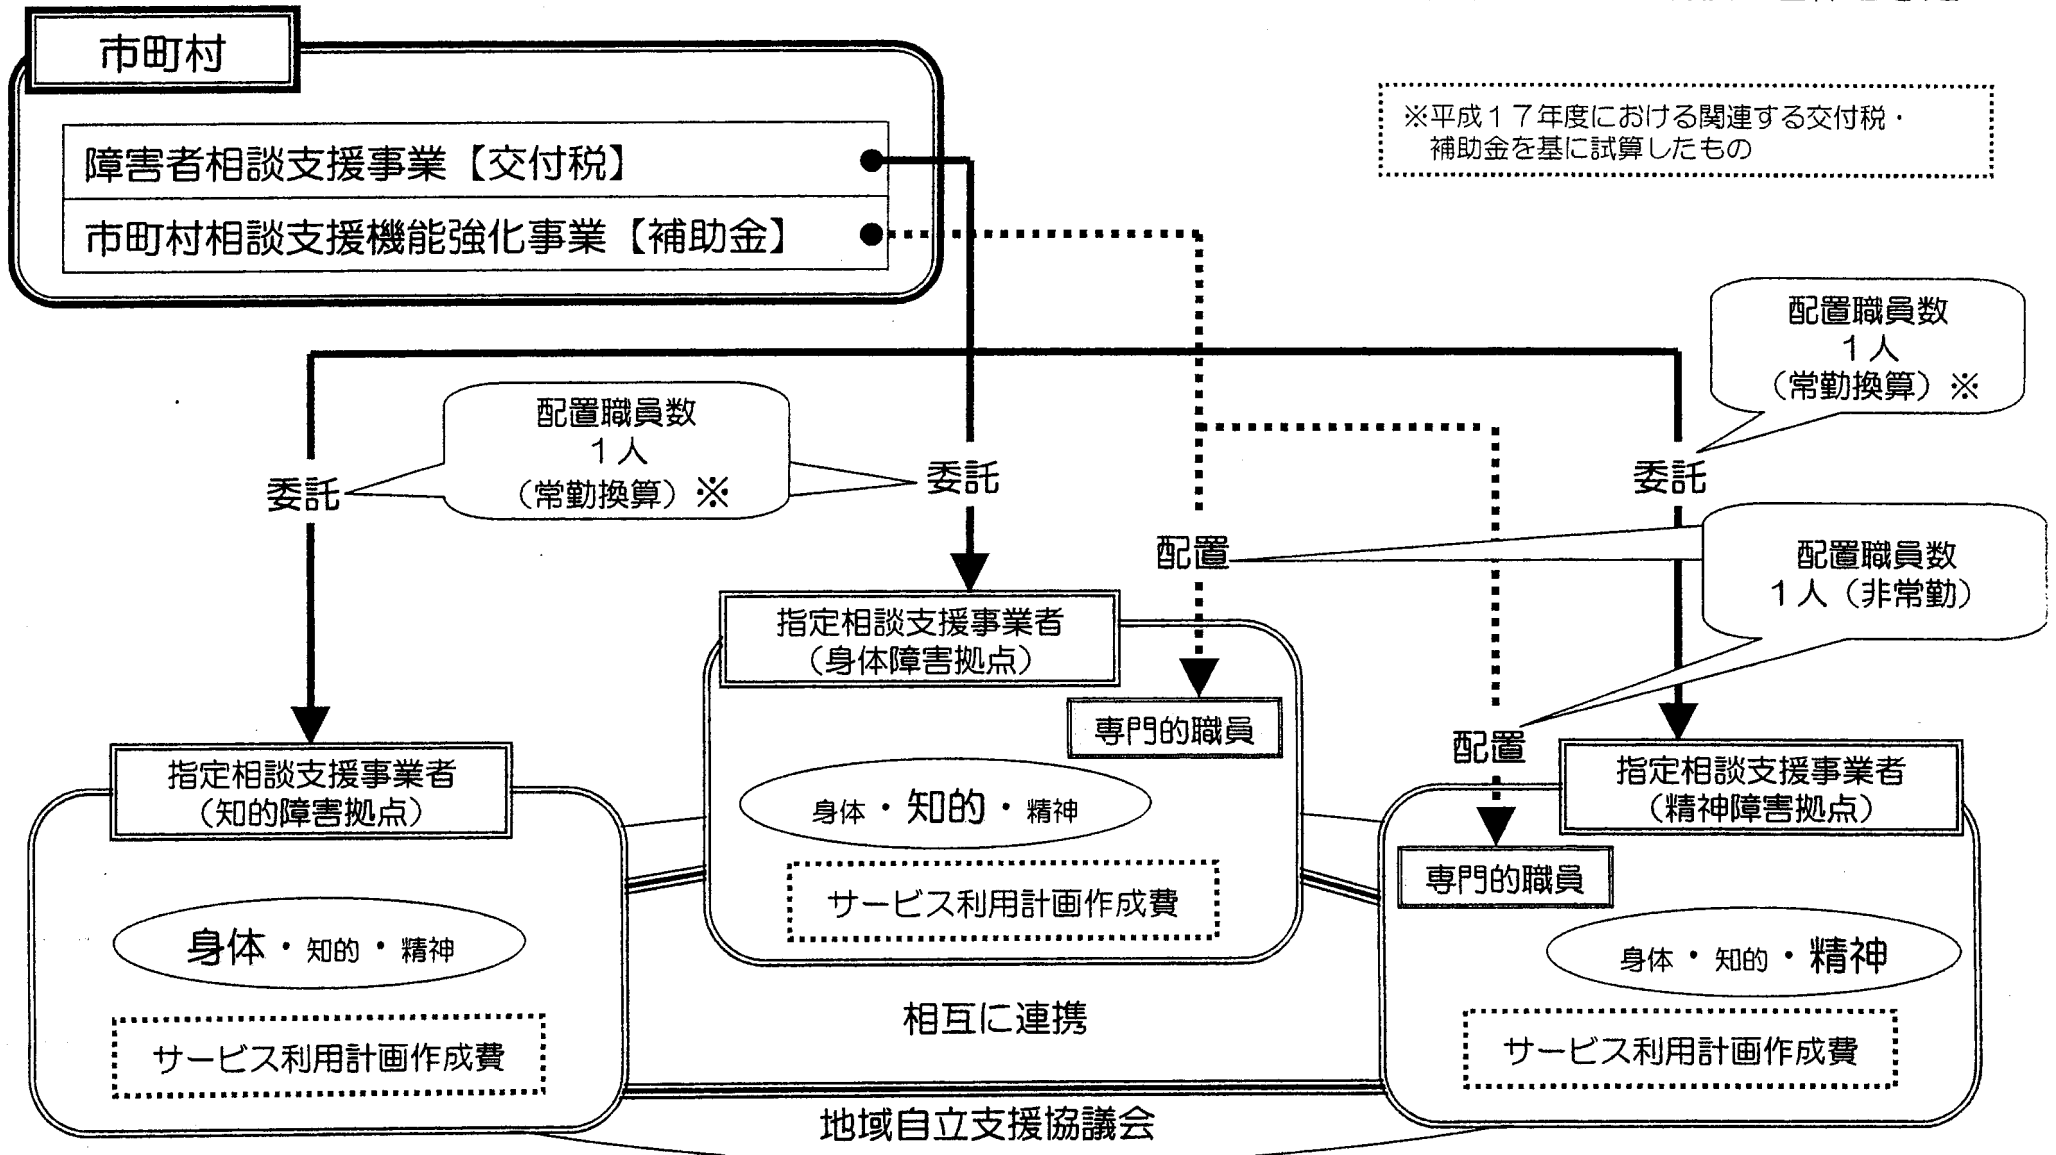 市町村
障害者相談支援事業【交付税】
市町村相談支援機能強化事業【補助金】
※平成１７年度における関連する交付税・
補助金を基に試算したもの
配置職員数
１人
（常勤換算）※
配置職員数
１人
（常勤換算）※
委託
委託
委託
配置
配置職員数
１人（非常勤）
指定相談支援事業者
（身体障害拠点）
専門的職員
配置
指定相談支援事業者
（知的障害拠点）
指定相談支援事業者
（精神障害拠点）
身体・知的・精神
専門的職員
サービス利用計画作成費
身体・知的・精神
身体・知的・精神
相互に連携
サービス利用計画作成費
サービス利用計画作成費
地域自立支援協議会